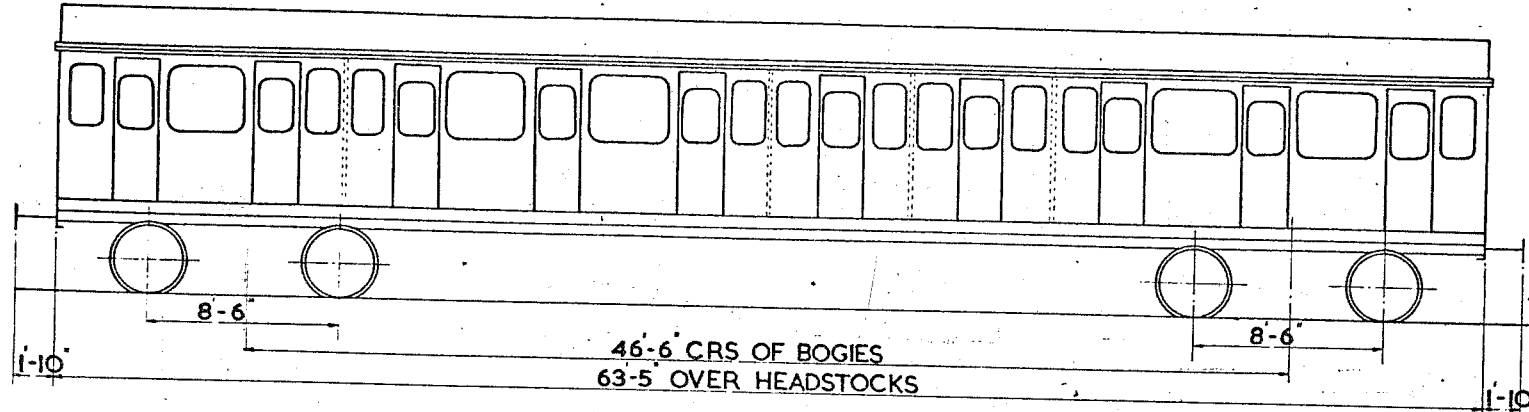 8'-6"
8'-6"
46'-6" CRS OF BOGIES
1'-10"
63'-5" OVER HEADSTOCKS
1'-10